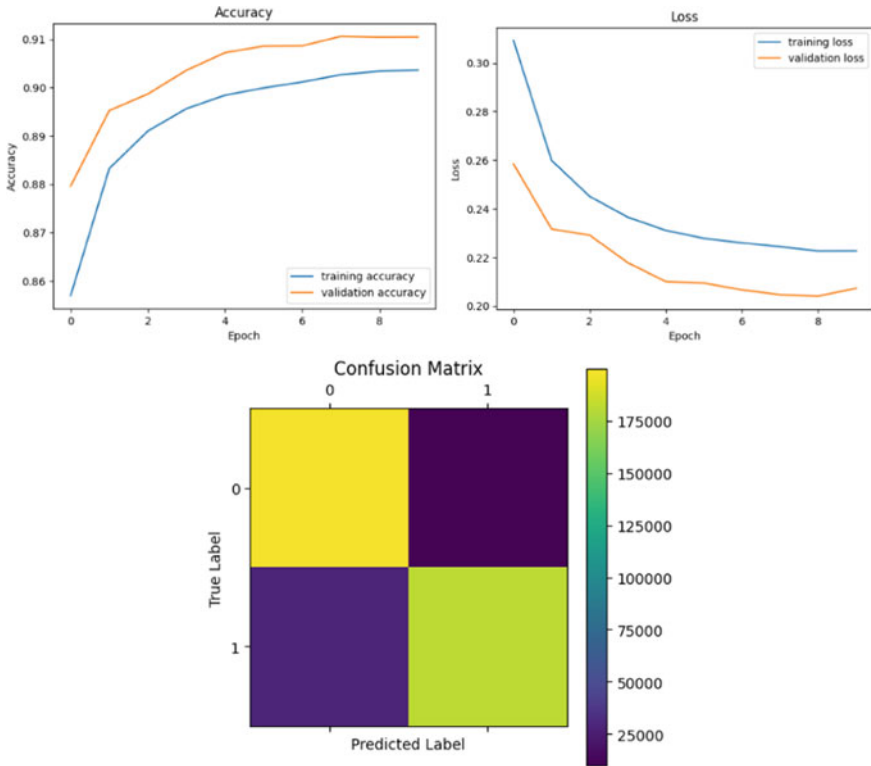 Accuracy
0.91
0.90
0.89
0.88
0.87
0.86
Accuracy
training accuracy
validation accuracy
0 2 4 6 8
Epoch
Loss
0.30
0.28
0.26
0.24
0.22
0.20
Loss
training loss
validation loss
0 2 4 6 8
Epoch
Confusion Matrix
0 1
0
1
True Label
Predicted Label
175000
150000
125000
100000
75000
50000
25000